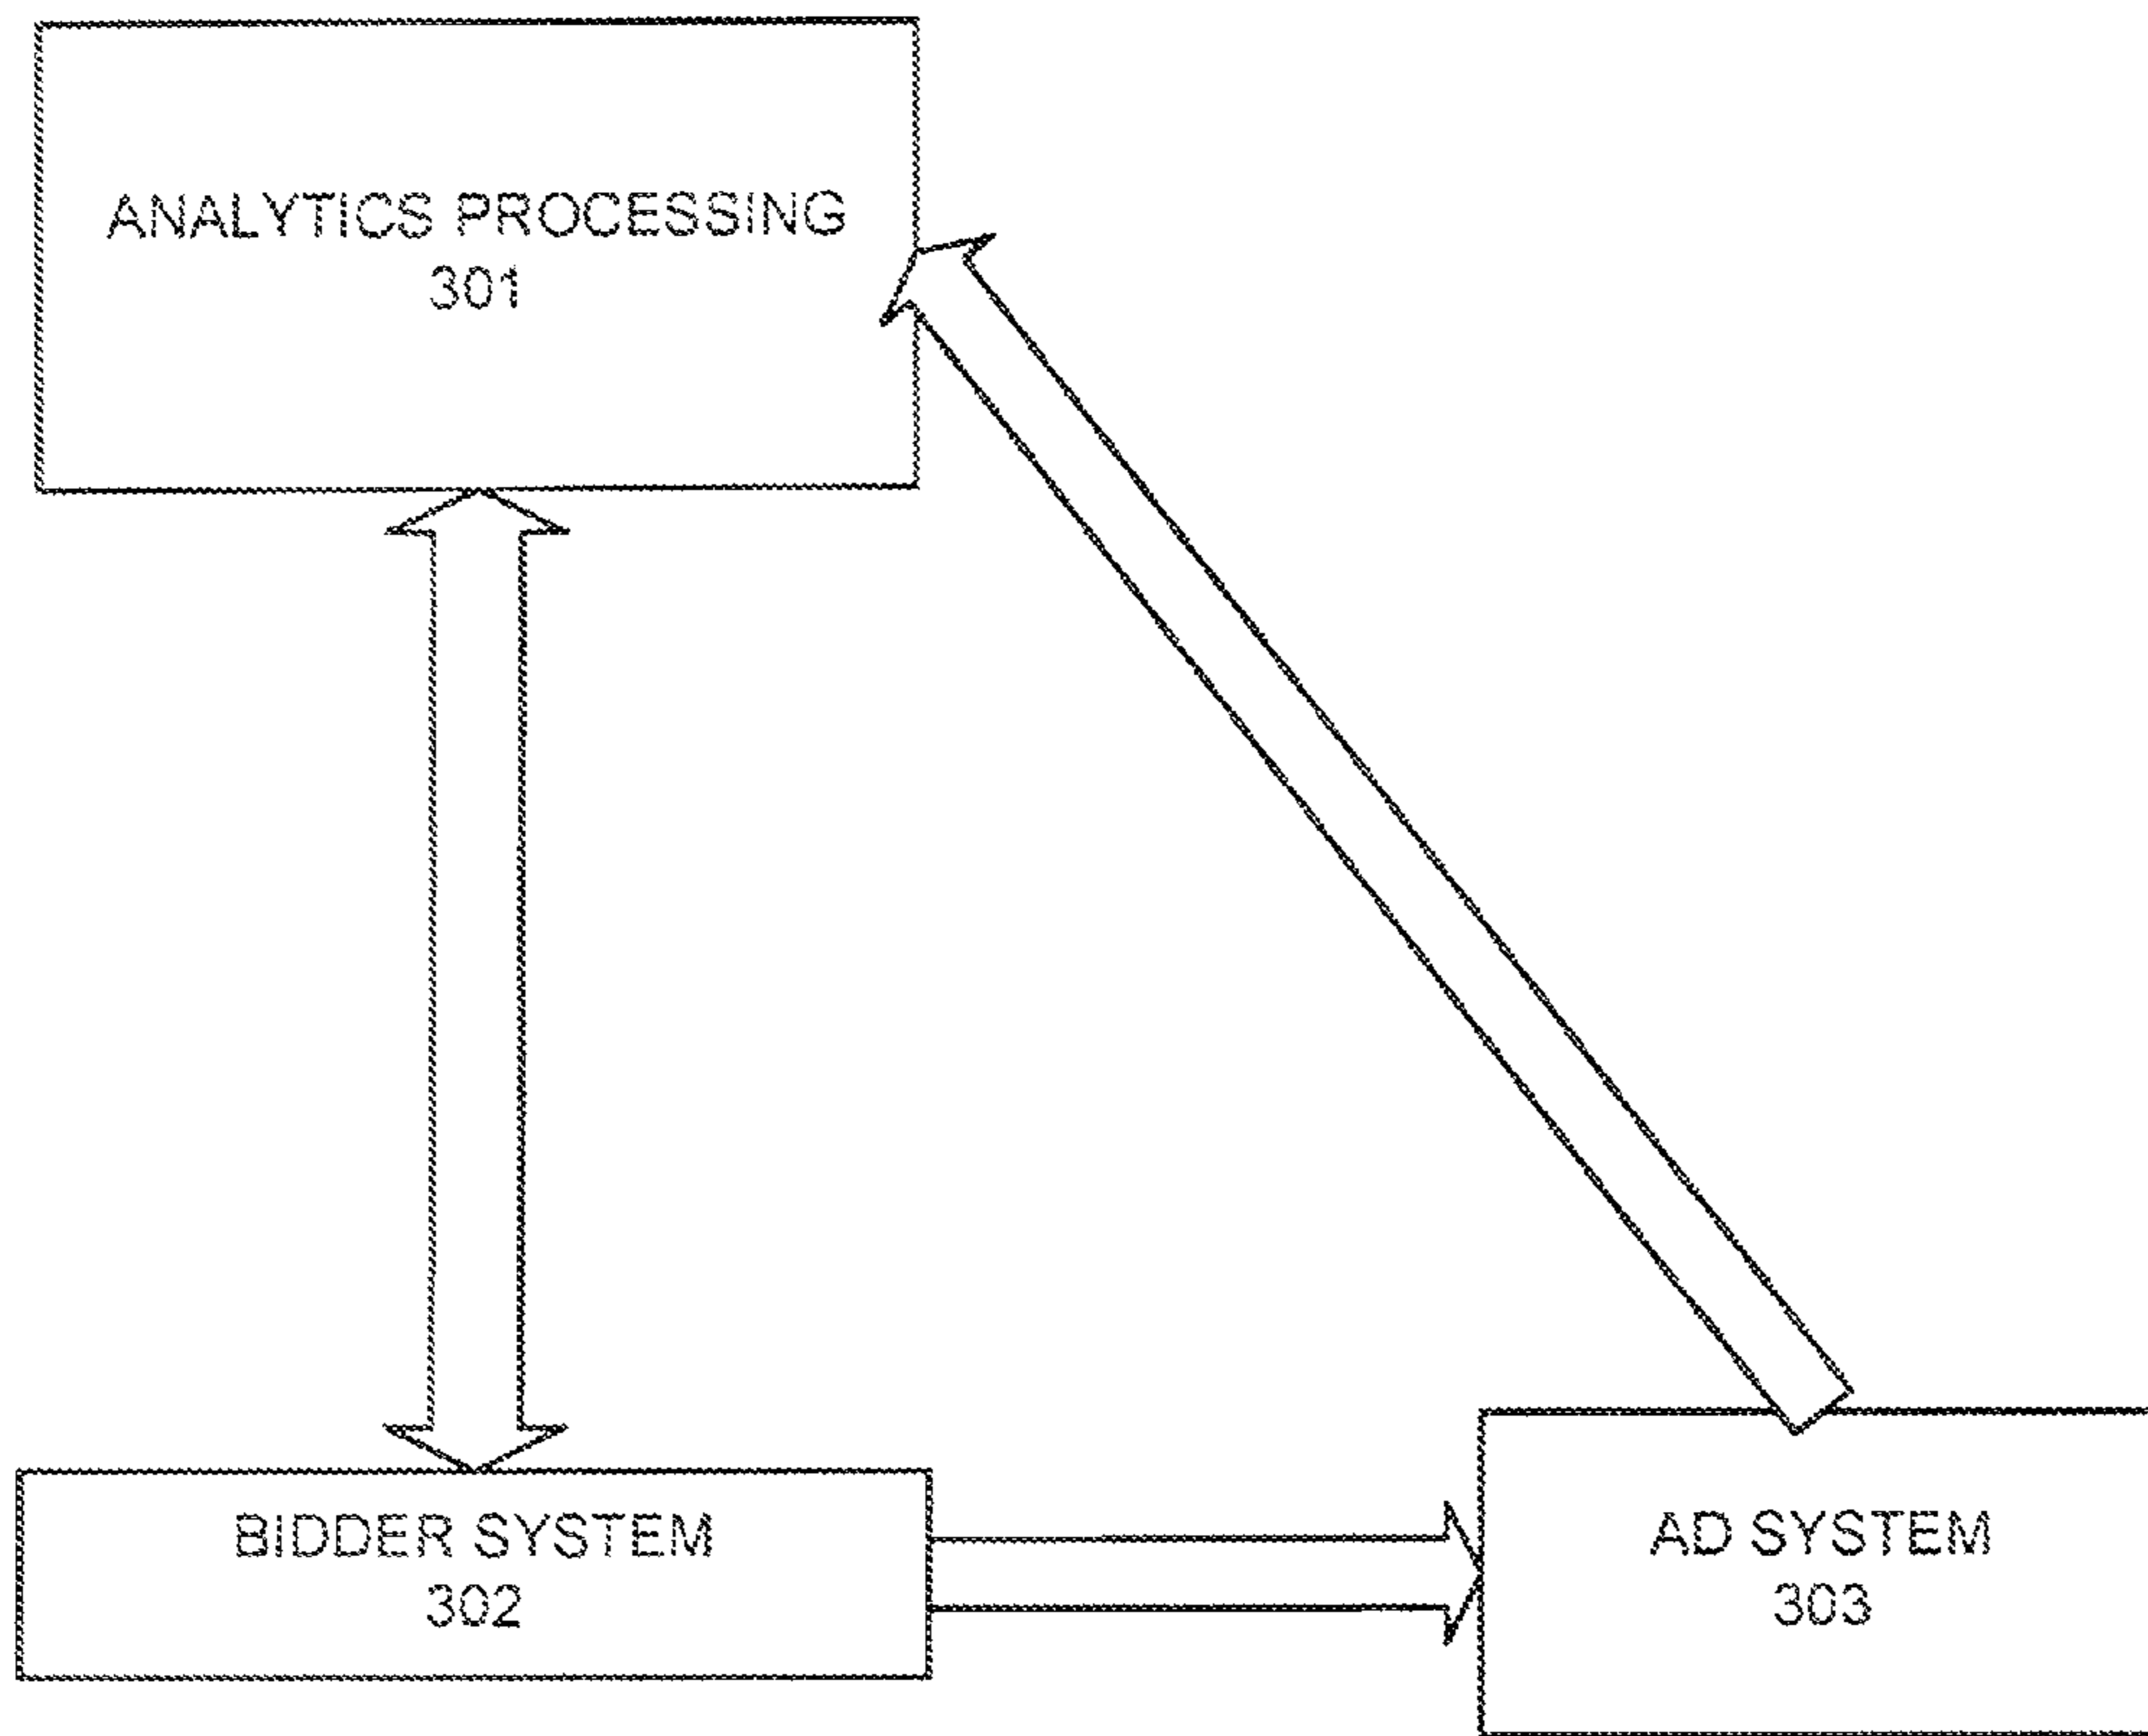 ANALYTICS PROCESSING
301
BIDDER SYSTEM
302
AD SYSTEM
303